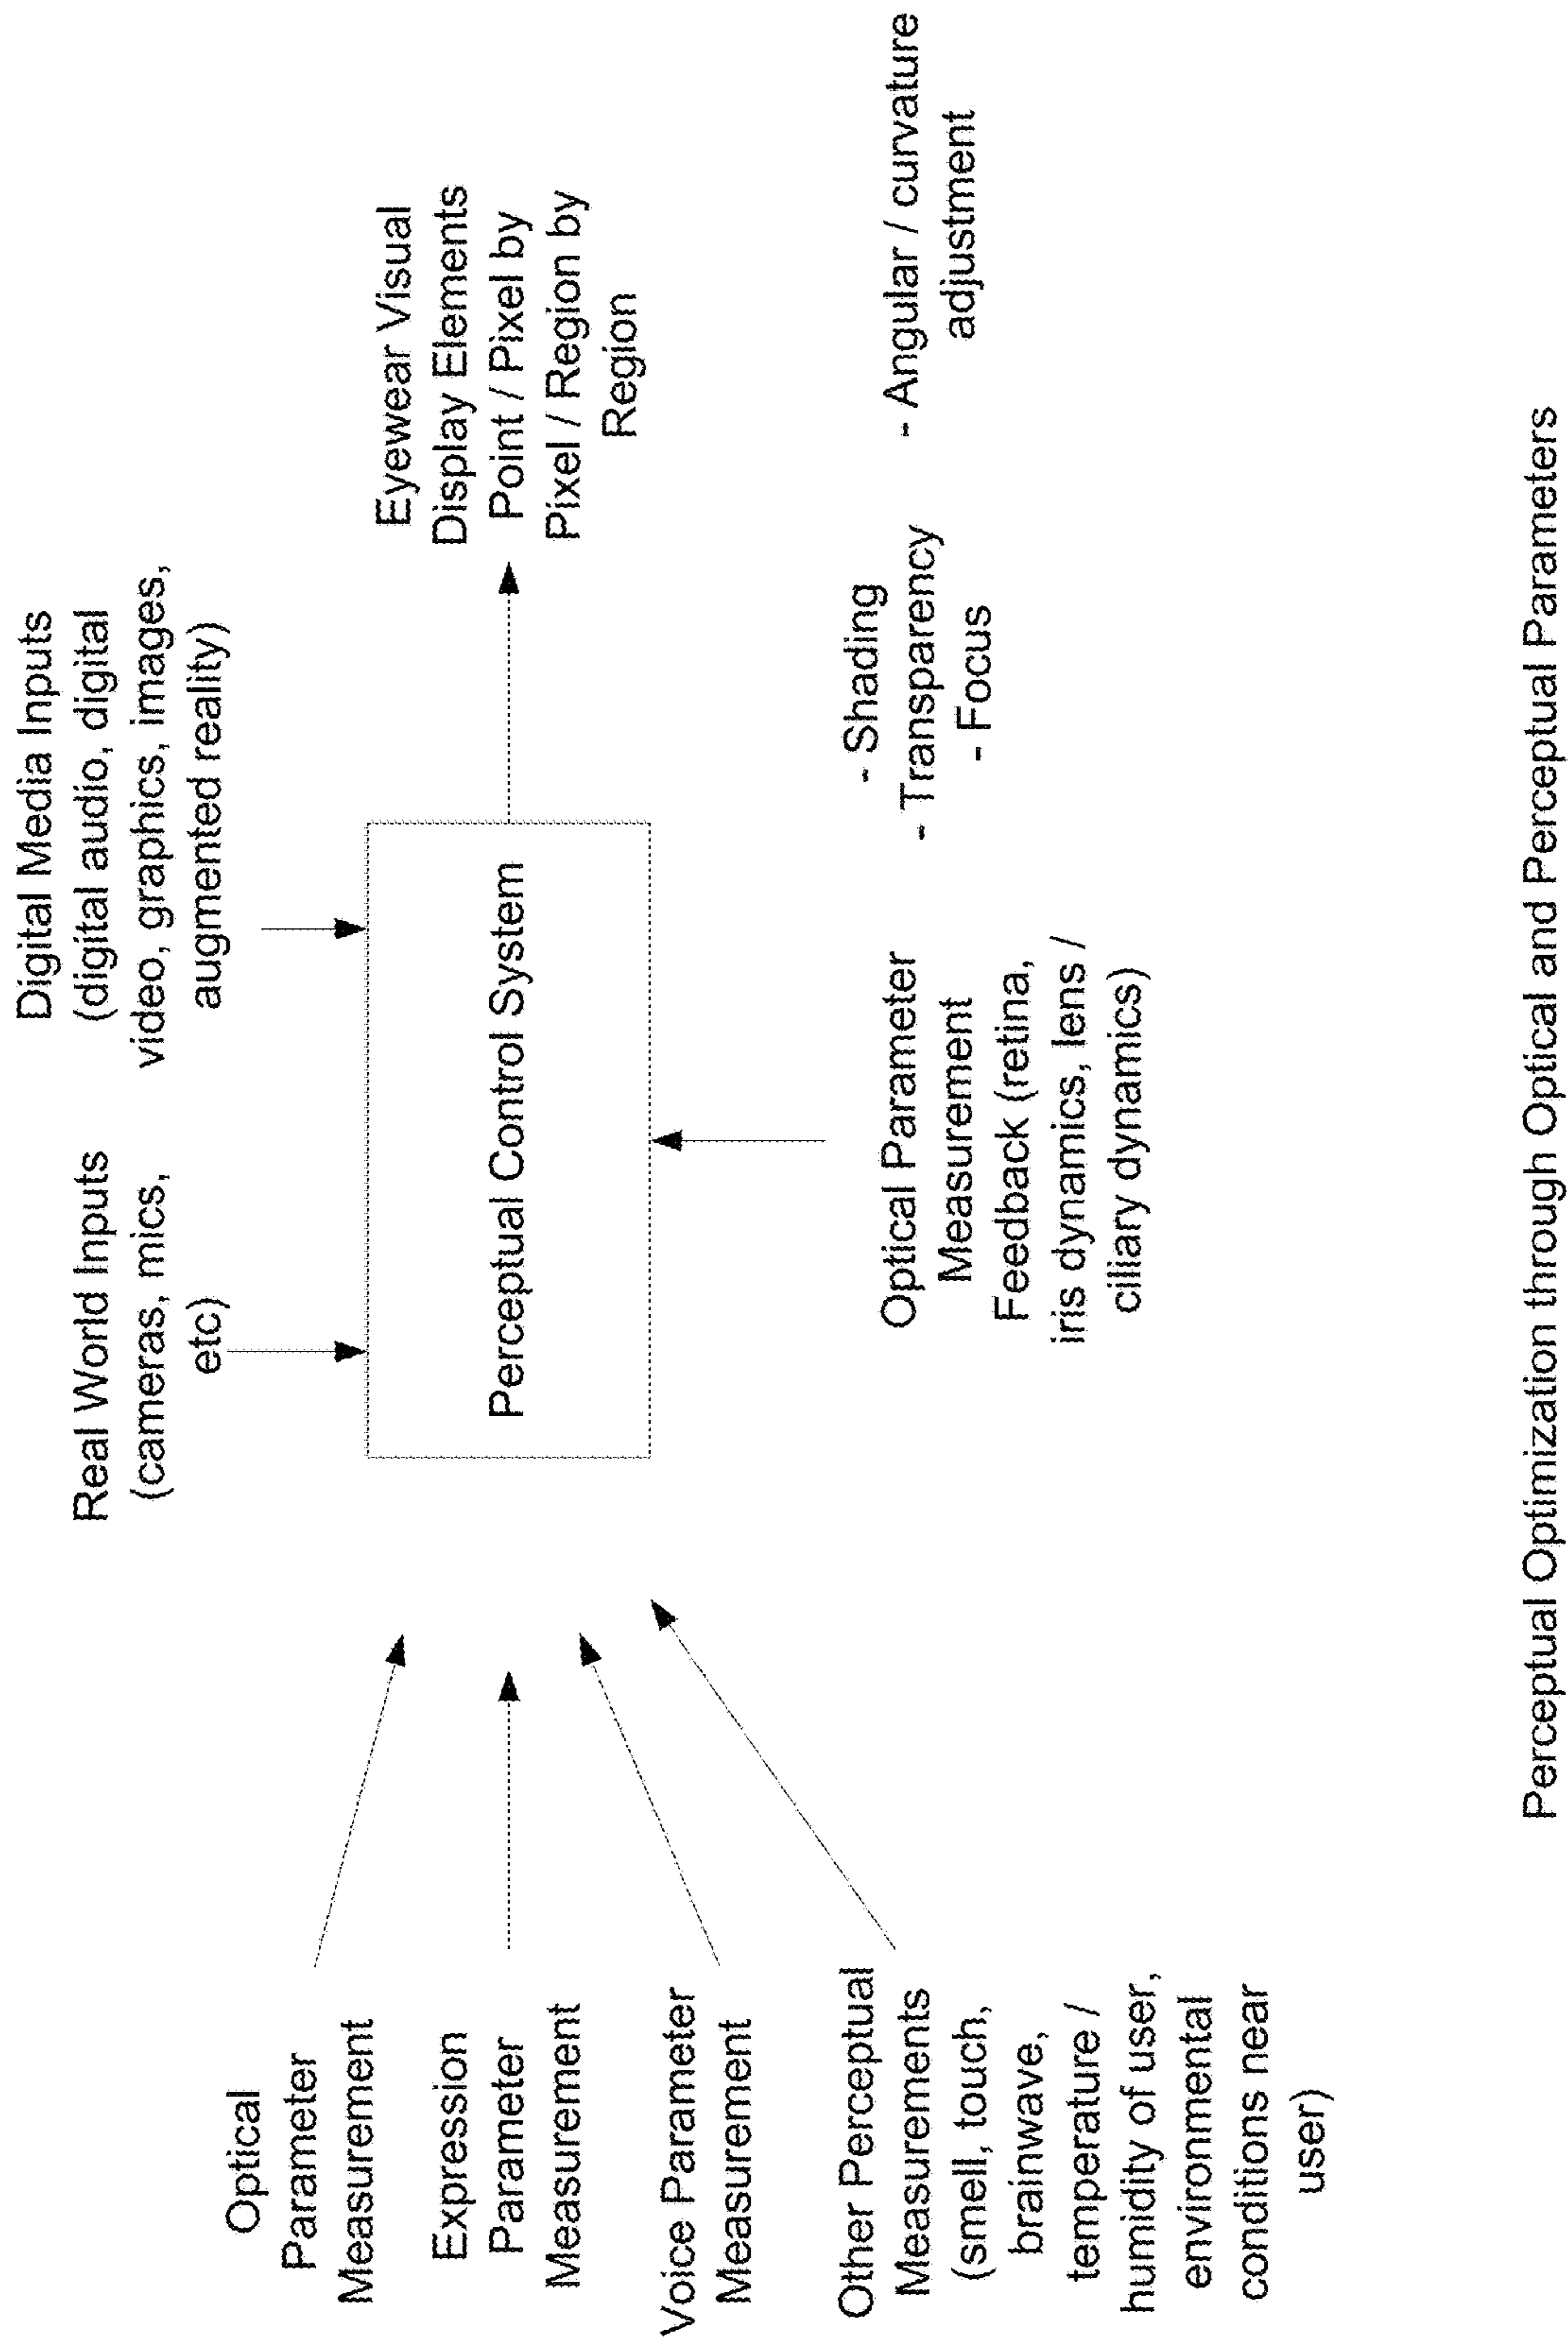 Real World Inputs
(cameras, mics,
etc)
Digital Media Inputs
(digital audio, digital
video, graphics, images,
augmented reality)
Optical
Parameter
Measurement
Expression
Parameter
Measurement
Voice Parameter
Measurement
Other Perceptual
Measurements
(smell, touch,
brainwave,
temperature /
humidity of user,
environmental
conditions near
user)
Perceptual Control System
Eyewear Visual
Display Elements
Point / Pixel by
Pixel / Region by
Region
Optical Parameter
Measurement
Feedback (retina,
iris dynamics, lens /
ciliary dynamics)
- Shading
- Transparency
- Focus
- Angular / curvature
adjustment
Perceptual Optimization through Optical and Perceptual Parameters